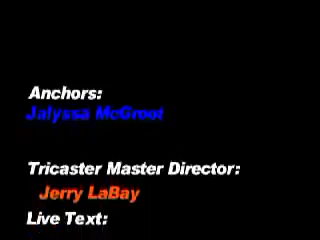 Anchors:
Jalyssa McGroot
Tricaster Master Director:
Jerry LaBay
Live Text: